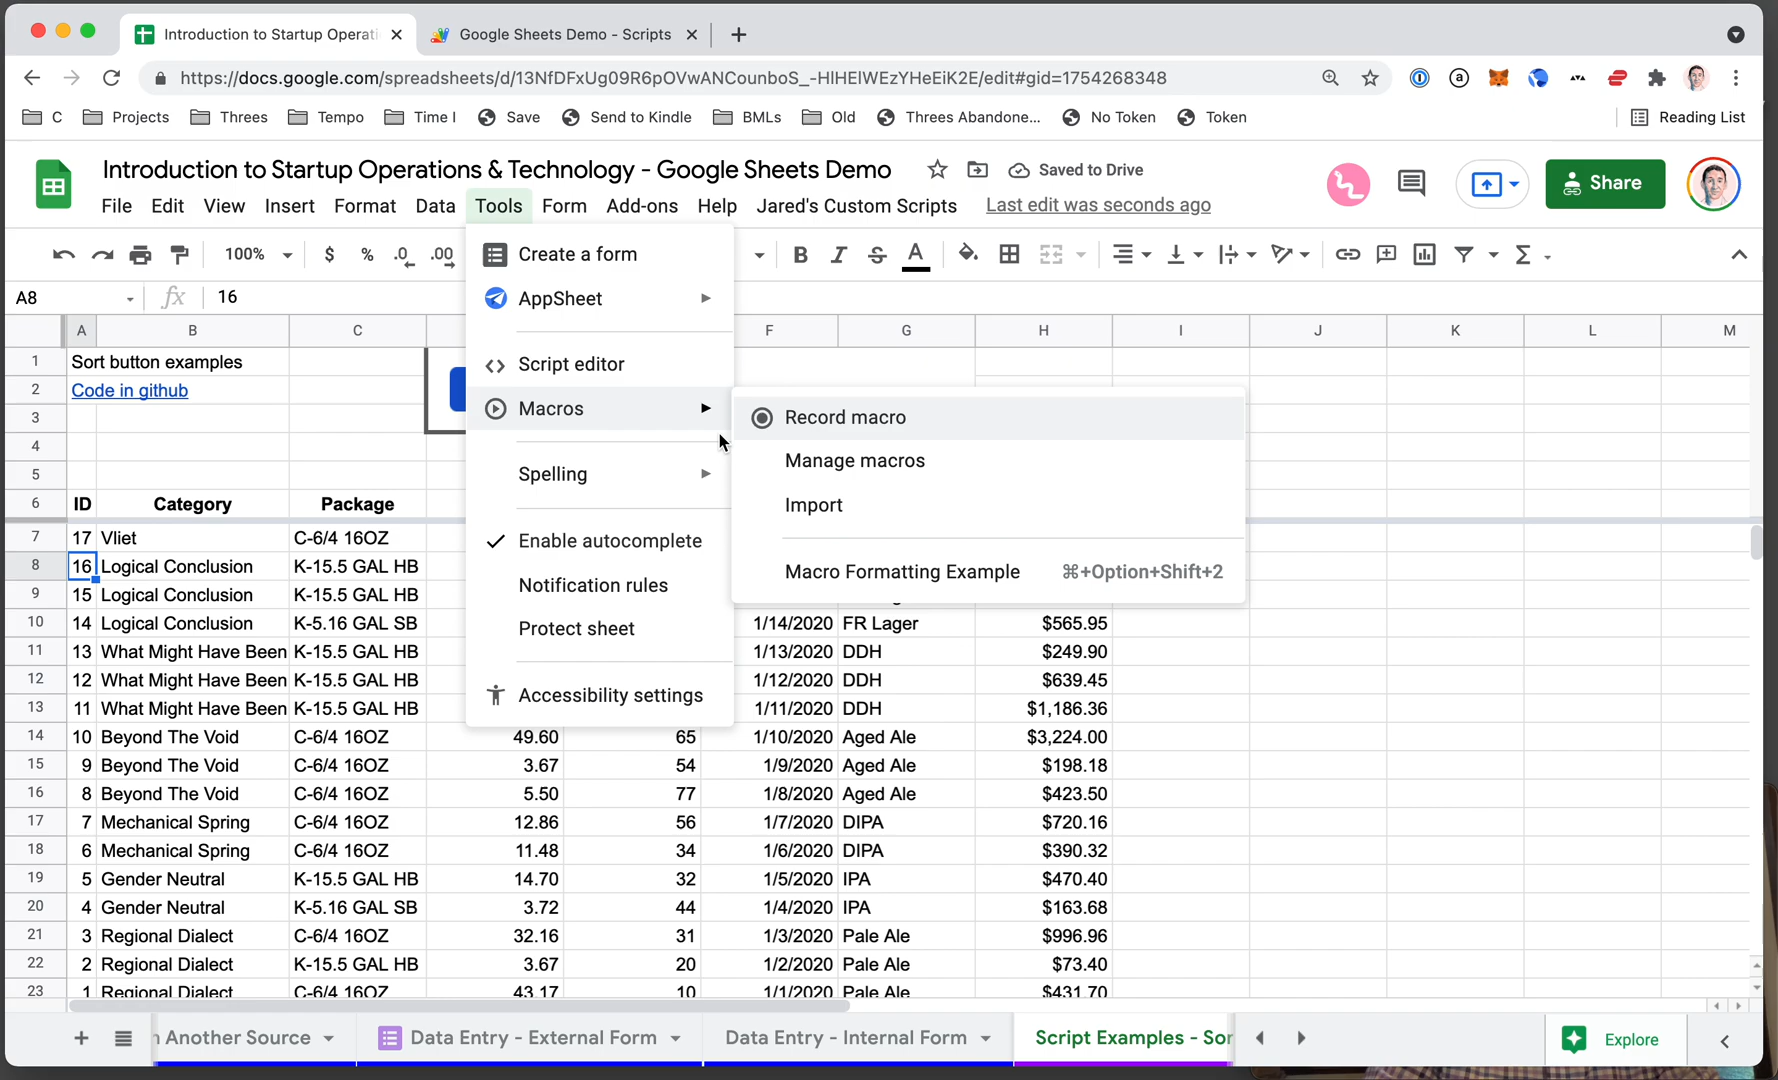 Introduction to Startup Operati
Google Sheets Demo - Scripts
https://docs.google.com/spreadsheets/d/13NfDFxUg09R6pOVwANCounboS_-HIHElWEzYHeEiK2E/edit#gid=1754268348
C Projects Threes Tempo Time I Save Send to Kindle BMLs Old Threes Abandone... No Token Token Reading List
Introduction to Startup Operations & Technology - Google Sheets Demo Saved to Drive
Share
File Edit View Insert Format Data Tools Form Add-ons Help Jared's Custom Scripts Last edit was seconds ago
100% $ % .0 .00 B I S A Σ
A8 fx 16
A B C F G H I J K L M
1 Sort button examples
2 Code in github
3
4
5
6 ID Category Package
7 17 Vliet C-6/4 16OZ
8 16 Logical Conclusion K-15.5 GAL HB
9 15 Logical Conclusion K-15.5 GAL HB
10 14 Logical Conclusion K-5.16 GAL SB 1/14/2020 FR Lager $565.95
11 13 What Might Have Been K-15.5 GAL HB 1/13/2020 DDH $249.90
12 12 What Might Have Been K-15.5 GAL HB 1/12/2020 DDH $639.45
13 11 What Might Have Been K-15.5 GAL HB 1/11/2020 DDH $1,186.36
14 10 Beyond The Void C-6/4 16OZ 49.60 65 1/10/2020 Aged Ale $3,224.00
15 9 Beyond The Void C-6/4 16OZ 3.67 54 1/9/2020 Aged Ale $198.18
16 8 Beyond The Void C-6/4 16OZ 5.50 77 1/8/2020 Aged Ale $423.50
17 7 Mechanical Spring C-6/4 16OZ 12.86 56 1/7/2020 DIPA $720.16
18 6 Mechanical Spring C-6/4 16OZ 11.48 34 1/6/2020 DIPA $390.32
19 5 Gender Neutral K-15.5 GAL HB 14.70 32 1/5/2020 IPA $470.40
20 4 Gender Neutral K-5.16 GAL SB 3.72 44 1/4/2020 IPA $163.68
21 3 Regional Dialect C-6/4 16OZ 32.16 31 1/3/2020 Pale Ale $996.96
22 2 Regional Dialect K-15.5 GAL HB 3.67 20 1/2/2020 Pale Ale $73.40
23 1 Regional Dialect C-6/4 16OZ 43.17 10 1/1/2020 Pale Ale $431.70
Create a form
AppSheet
Script editor
Macros
Spelling
Enable autocomplete
Notification rules
Protect sheet
Accessibility settings
Record macro
Manage macros
Import
Macro Formatting Example ⌘+Option+Shift+2
Another Source Data Entry - External Form Data Entry - Internal Form Script Examples - Sor Explore